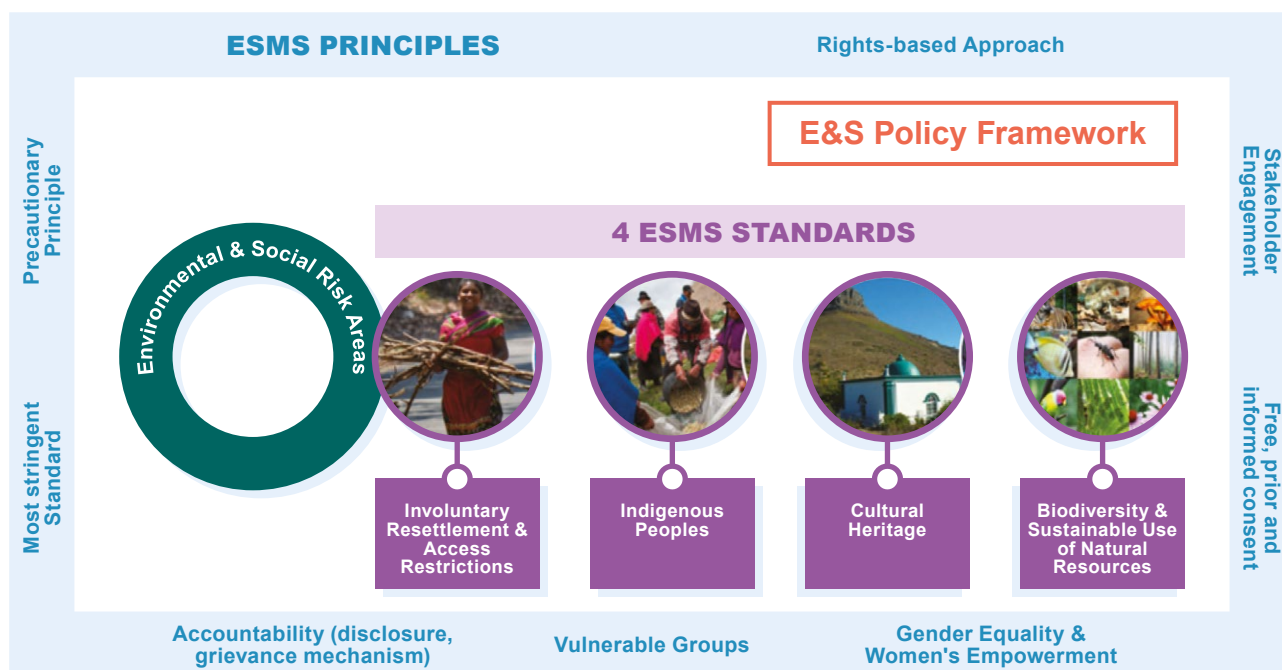 ESMS PRINCIPLES
Rights-based Approach
E&S Policy Framework
Precautionary
Principle
Stakeholder
Engagement
4 ESMS STANDARDS
Environmental & Social Risk Areas
Most stringent
Standard
Free, prior and
informed consent
Involuntary
Resettlement &
Access
Restrictions
Indigenous
Peoples
Cultural
Heritage
Biodiversity &
Sustainable Use
of Natural
Resources
Accountability (disclosure,
grievance mechanism)
Vulnerable Groups
Gender Equality &
Women's Empowerment